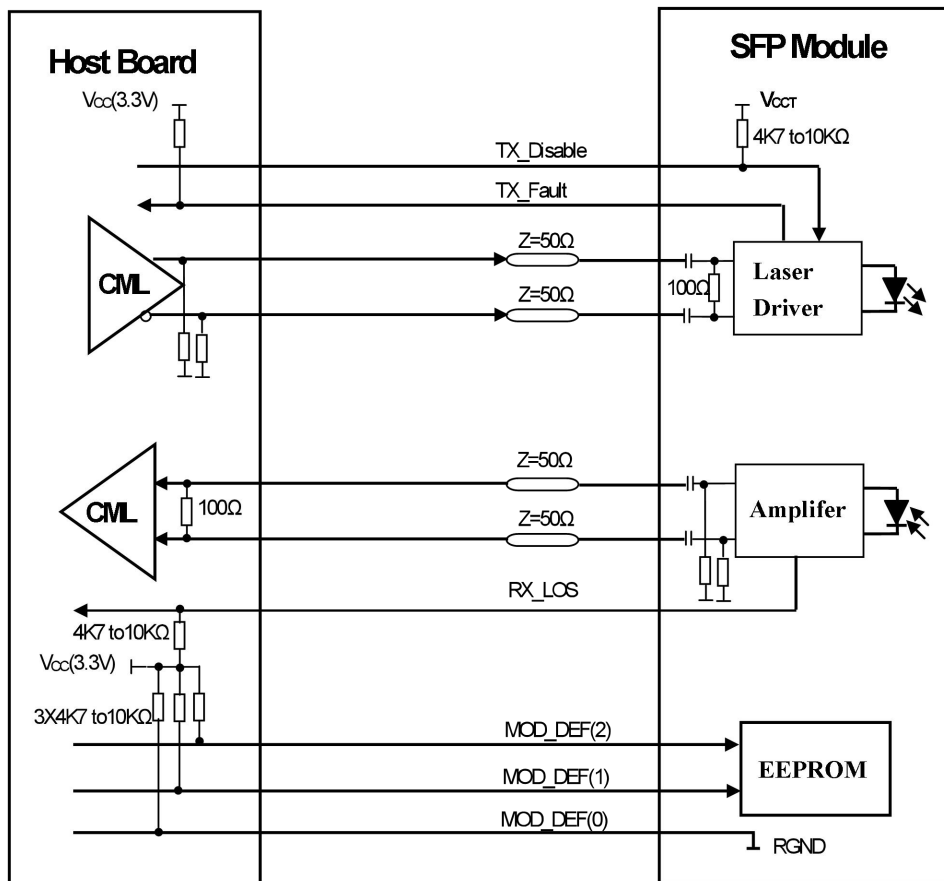 Host Board
SFP Module
VCC(3.3V)
VCCT
4K7 to10KΩ
TX_Disable
TX_Fault
CML
Z=50Ω
Z=50Ω
100Ω
Laser
Driver
CML
100Ω
Z=50Ω
Z=50Ω
Amplifer
RX_LOS
4K7 to10KΩ
VCC(3.3V)
3X4K7 to10KΩ
MOD_DEF(2)
MOD_DEF(1)
MOD_DEF(0)
EEPROM
RGND